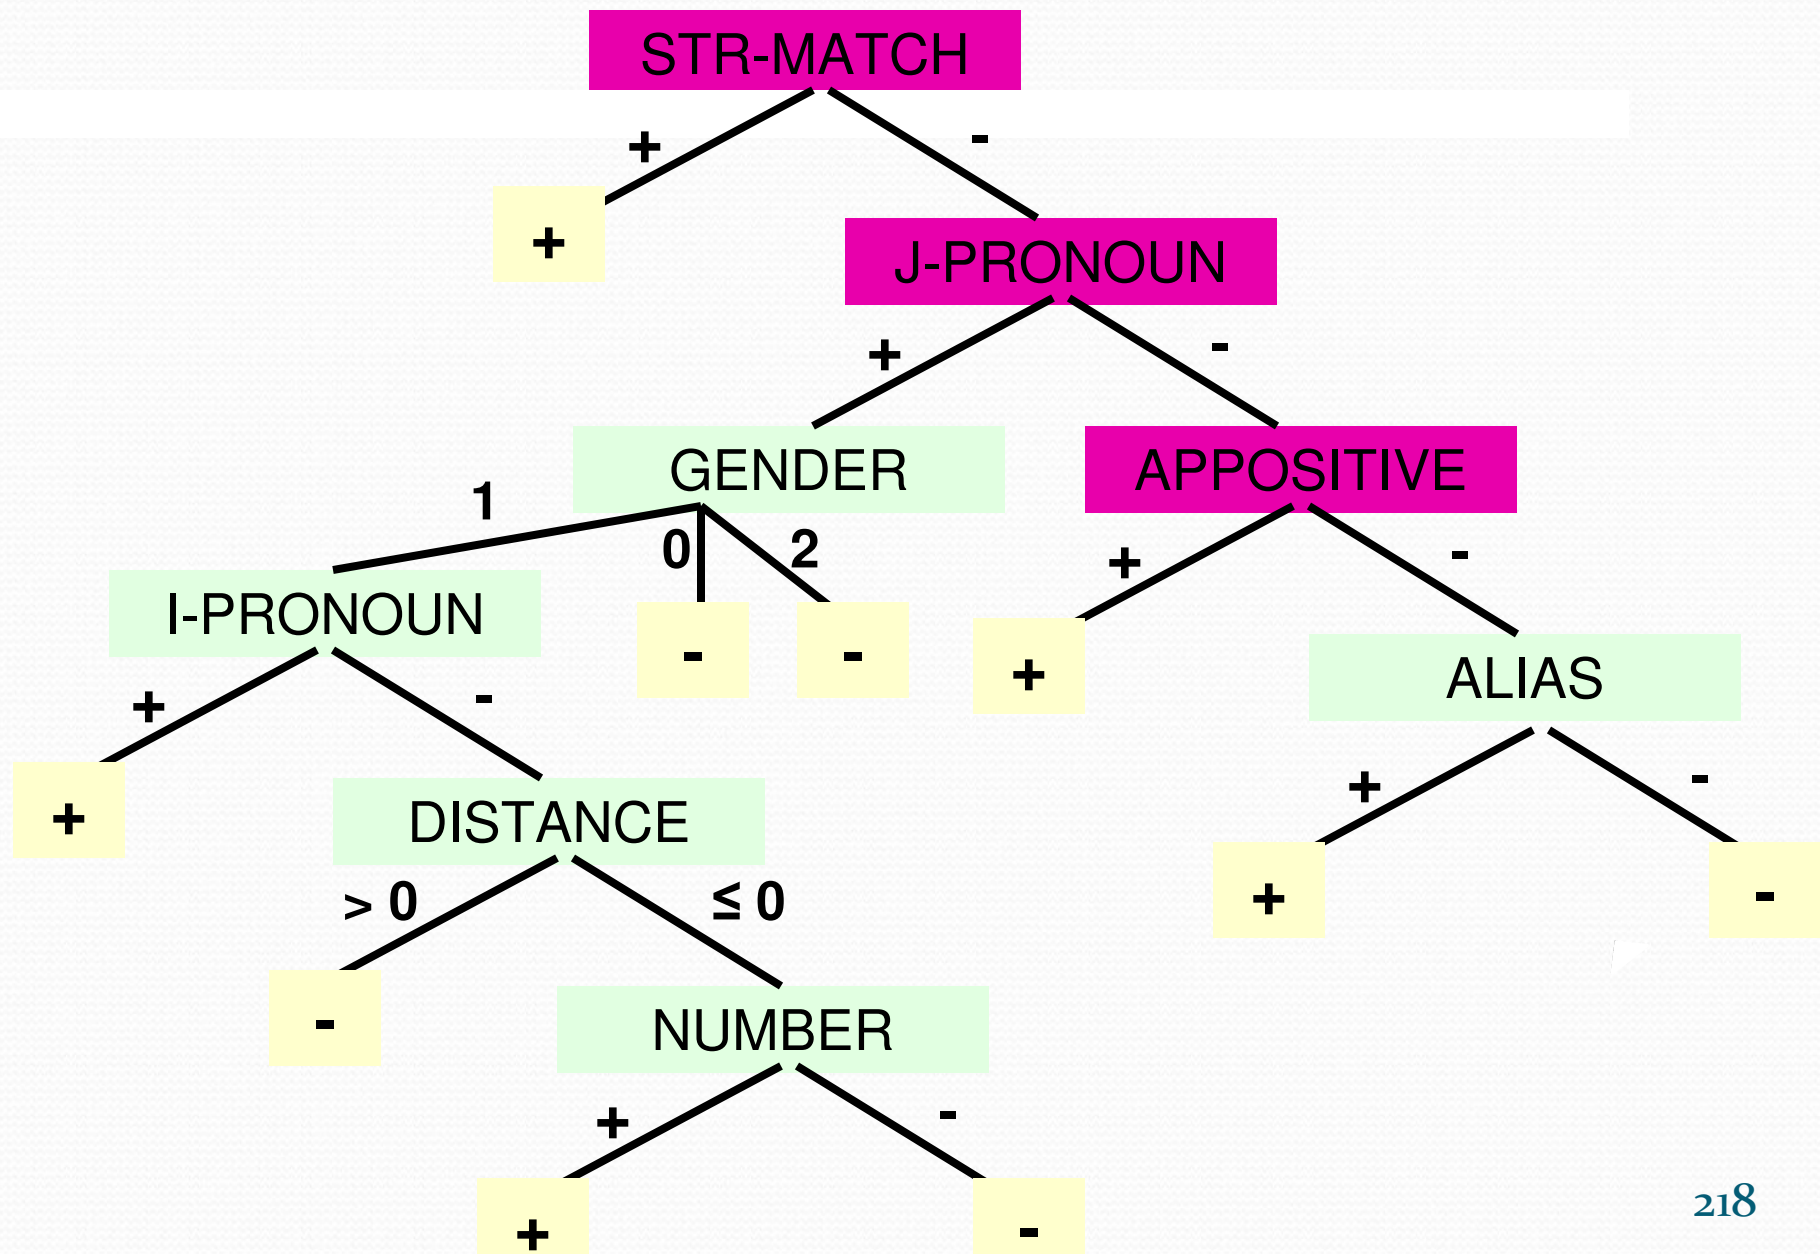 STR-MATCH
+ -
+
J-PRONOUN
+ -
GENDER
APPOSITIVE
1 0 2
+ -
I-PRONOUN
- -
+
ALIAS
+ -
+ -
+
DISTANCE
> 0 ≤ 0
+ -
-
NUMBER
+ -
+ -
218